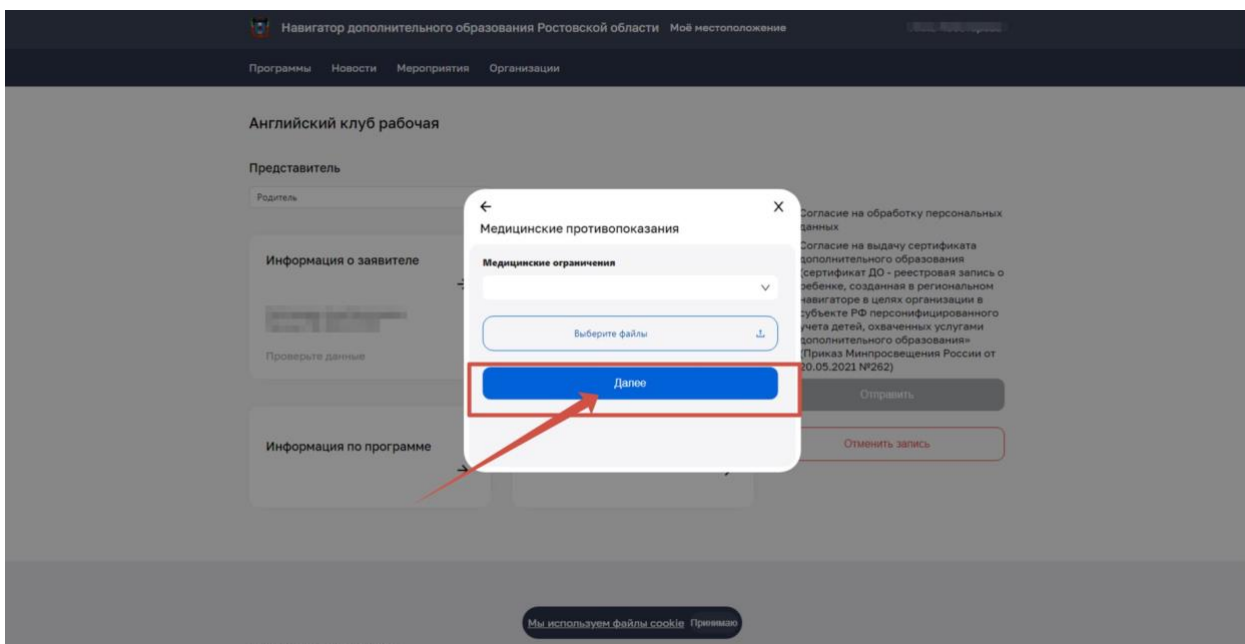 Навигатор дополнительного образования Ростовской области Моё местоположение
Программы Новости Мероприятия Организации
Английский клуб рабочая
Представитель
Родитель
Информация о заявителе
Проверьте данные
Информация по программе
Медицинские противопоказания
Медицинские ограничения
Выберите файлы
Далее
Согласие на обработку персональных
данных
Согласие на выдачу сертификата
дополнительного образования
(сертификат ДО - реестровая запись о
ребенке, созданная в региональном
навигаторе в целях организации в
субъекте РФ персонифицированного
учета детей, охваченных услугами
дополнительного образования»
(Приказ Минпросвещения России от
20.05.2021 №262)
Отправить
Отменить запись
Мы используем файлы cookie Принимаю